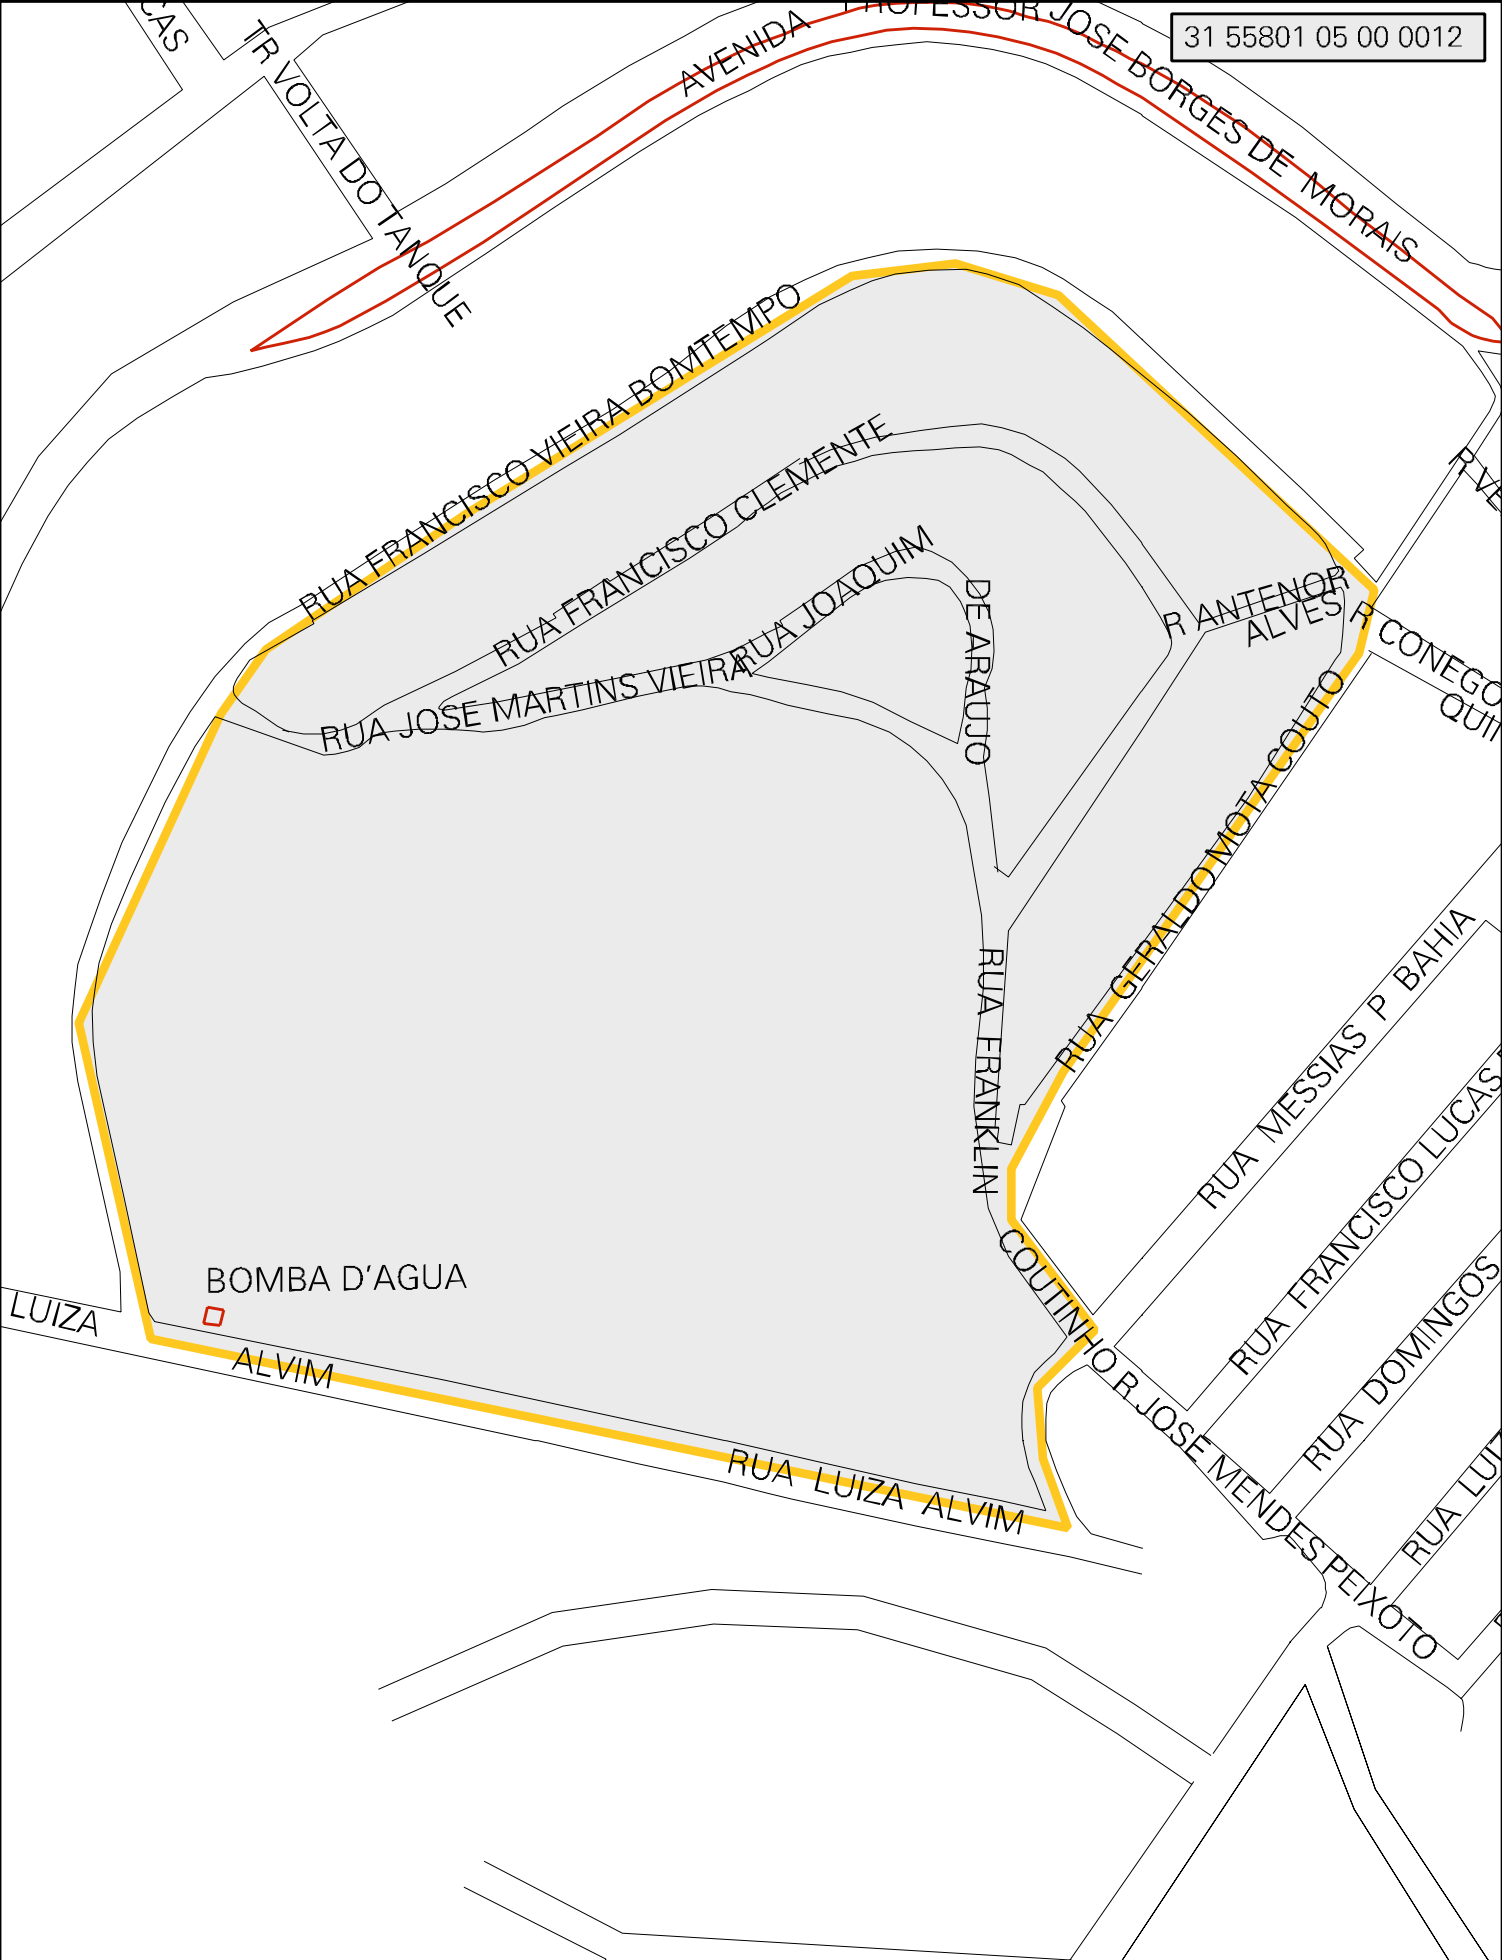 31 55801 05 00 0012
AVENIDA
PROFESSOR JOSE BORGES DE MORAIS
TR VOLTA DO TANQUE
RUA FRANCISCO VIEIRA BOMTEMPO
RUA FRANCISCO CLEMENTE
RUA JOAQUIM
DE ARAUJO
R ANTENOR
ALVES
R CONEGO
RUA JOSE MARTINS VIEIRA
RUA GERALDO MOTA COUTO
RUA FRANKLIN
COUTINHO
RUA MESSIAS P BAHIA
RUA FRANCISCO LUCAS
RUA DOMINGOS
R JOSE MENDES PEIXOTO
BOMBA D'AGUA
LUIZA
ALVIM
RUA LUIZA ALVIM